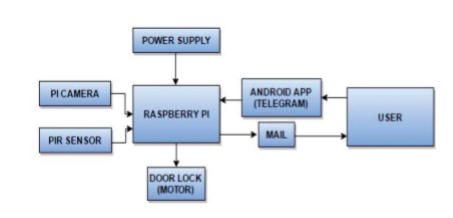 POWER SUPPLY
PI CAMERA
RASPBERRY PI
ANDROID APP
(TELEGRAM)
USER
PIR SENSOR
MAIL
DOOR LOCK
(MOTOR)